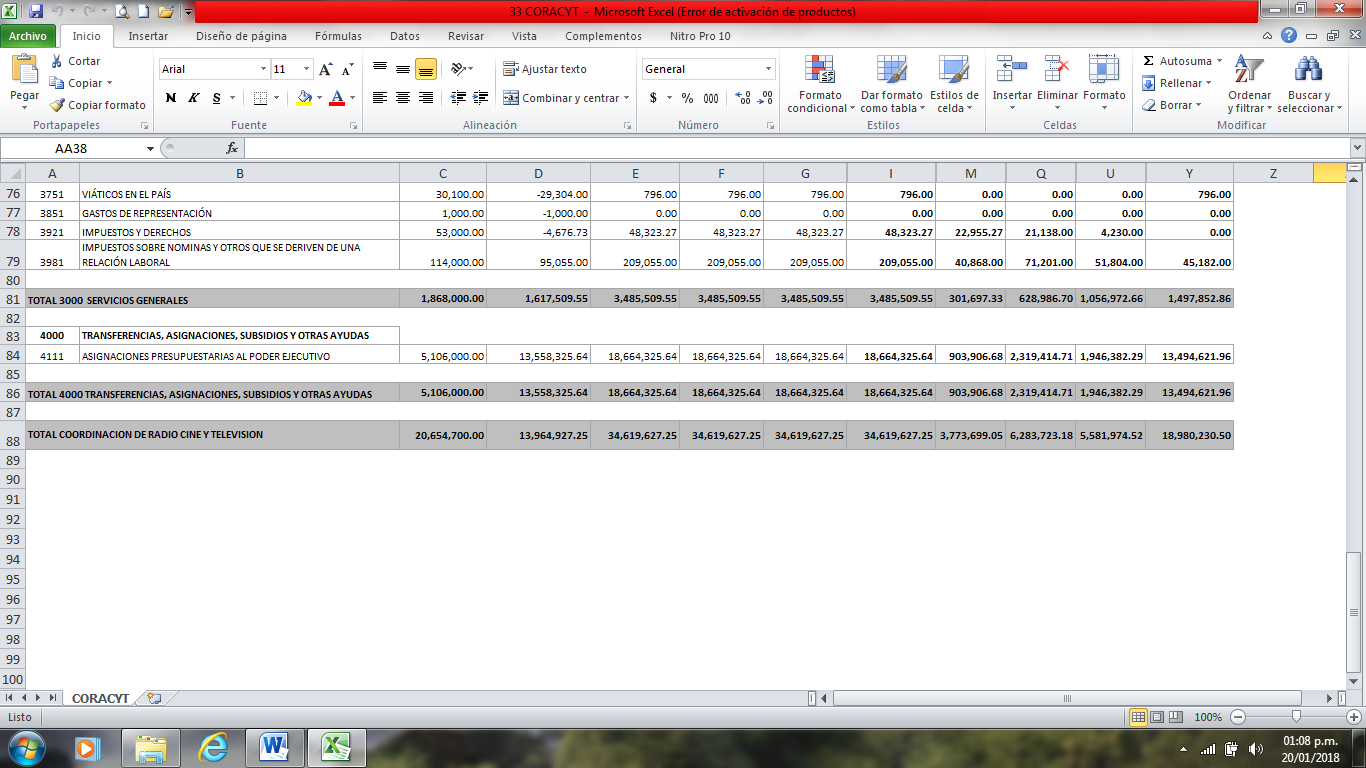 33 CORACYT - Microsoft Excel (Error de activación de productos)
Archivo Inicio Insertar Diseño de página Fórmulas Datos Revisar Vista Complementos Nitro Pro 10
Pegar
Cortar
Copiar
Copiar formato
Portapapeles
Arial 11
N K S
Fuente
Ajustar texto
Combinar y centrar
Alineación
General
$ % 000
Número
Formato condicional
Dar formato como tabla
Estilos de celda
Estilos
Insertar Eliminar Formato
Celdas
Autosuma
Rellenar
Borrar
Ordenar y filtrar
Buscar y seleccionar
Modificar
AA38 fx
A B C D E F G I M Q U Y Z
76 3751 VIÁTICOS EN EL PAÍS 30,100.00 -29,304.00 796.00 796.00 796.00 796.00 0.00 0.00 0.00 796.00
77 3851 GASTOS DE REPRESENTACIÓN 1,000.00 -1,000.00 0.00 0.00 0.00 0.00 0.00 0.00 0.00 0.00
78 3921 IMPUESTOS Y DERECHOS 53,000.00 -4,676.73 48,323.27 48,323.27 48,323.27 48,323.27 22,955.27 21,138.00 4,230.00 0.00
IMPUESTOS SOBRE NOMINAS Y OTROS QUE SE DERIVEN DE UNA
79 3981 RELACIÓN LABORAL 114,000.00 95,055.00 209,055.00 209,055.00 209,055.00 209,055.00 40,868.00 71,201.00 51,804.00 45,182.00
80
81 TOTAL 3000 SERVICIOS GENERALES 1,868,000.00 1,617,509.55 3,485,509.55 3,485,509.55 3,485,509.55 3,485,509.55 301,697.33 628,986.70 1,056,972.66 1,497,852.86
82
83 4000 TRANSFERENCIAS, ASIGNACIONES, SUBSIDIOS Y OTRAS AYUDAS
84 4111 ASIGNACIONES PRESUPUESTARIAS AL PODER EJECUTIVO 5,106,000.00 13,558,325.64 18,664,325.64 18,664,325.64 18,664,325.64 18,664,325.64 903,906.68 2,319,414.71 1,946,382.29 13,494,621.96
85
86 TOTAL 4000 TRANSFERENCIAS, ASIGNACIONES, SUBSIDIOS Y OTRAS AYUDAS 5,106,000.00 13,558,325.64 18,664,325.64 18,664,325.64 18,664,325.64 18,664,325.64 903,906.68 2,319,414.71 1,946,382.29 13,494,621.96
87
88 TOTAL COORDINACION DE RADIO CINE Y TELEVISION 20,654,700.00 13,964,927.25 34,619,627.25 34,619,627.25 34,619,627.25 34,619,627.25 3,773,699.05 6,283,723.18 5,581,974.52 18,980,230.50
89
90
91
92
93
94
95
96
97
98
99
100
CORACYT
Listo 100%
01:08 p.m.
20/01/2018